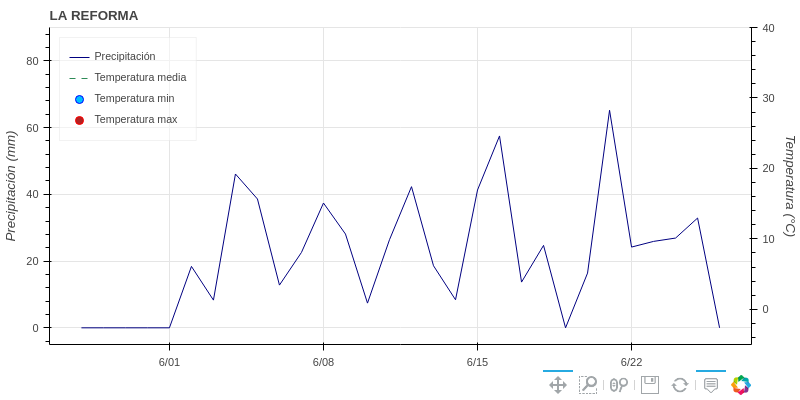 LA REFORMA
Precipitación
Temperatura media
Temperatura min
Temperatura max
Precipitación (mm)
80
60
40
20
0
Temperatura (°C)
40
30
20
10
0
6/01
6/08
6/15
6/22